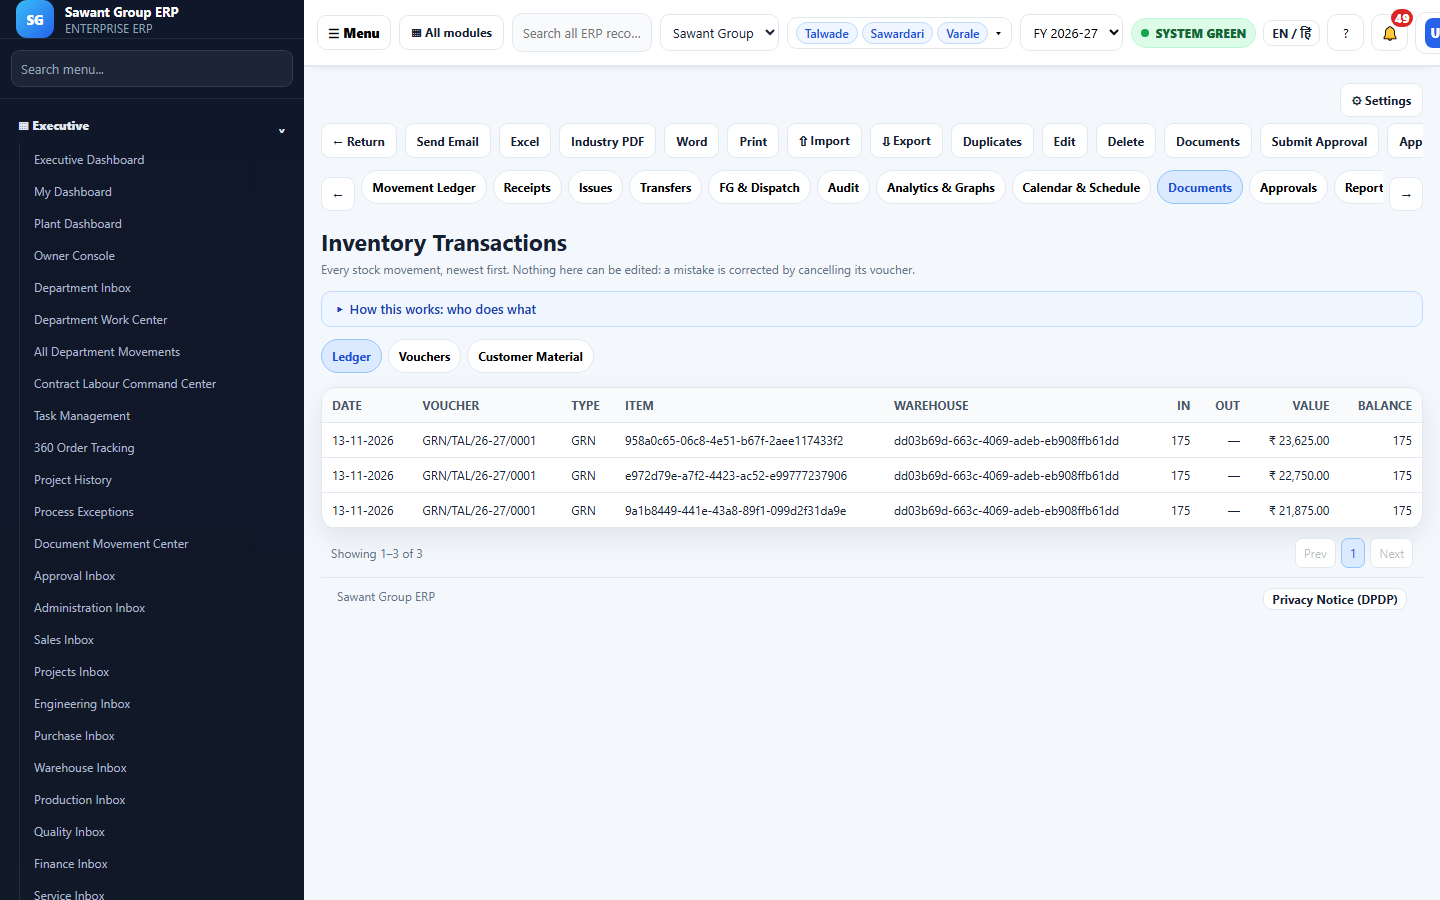 SG
Sawant Group ERP
ENTERPRISE ERP
Search menu...
Executive
Executive Dashboard
My Dashboard
Plant Dashboard
Owner Console
Department Inbox
Department Work Center
All Department Movements
Contract Labour Command Center
Task Management
360 Order Tracking
Project History
Process Exceptions
Document Movement Center
Approval Inbox
Administration Inbox
Sales Inbox
Projects Inbox
Engineering Inbox
Purchase Inbox
Warehouse Inbox
Production Inbox
Quality Inbox
Finance Inbox
Service Inbox
☰ Menu All modules Search all ERP reco... Sawant Group Talwade Sawardari Varale FY 2026-27 SYSTEM GREEN EN / हिं ? 49 U
⚙ Settings
← Return Send Email Excel Industry PDF Word Print ⇧ Import ⇩ Export Duplicates Edit Delete Documents Submit Approval App
← Movement Ledger Receipts Issues Transfers FG & Dispatch Audit Analytics & Graphs Calendar & Schedule Documents Approvals Report →
Inventory Transactions
Every stock movement, newest first. Nothing here can be edited: a mistake is corrected by cancelling its voucher.
▸ How this works: who does what
Ledger Vouchers Customer Material
DATE VOUCHER TYPE ITEM WAREHOUSE IN OUT VALUE BALANCE
13-11-2026 GRN/TAL/26-27/0001 GRN 958a0c65-06c8-4e51-b67f-2aee117433f2 dd03b69d-663c-4069-adeb-eb908ffb61dd 175 — ₹ 23,625.00 175
13-11-2026 GRN/TAL/26-27/0001 GRN e972d79e-a7f2-4423-ac52-e99777237906 dd03b69d-663c-4069-adeb-eb908ffb61dd 175 — ₹ 22,750.00 175
13-11-2026 GRN/TAL/26-27/0001 GRN 9a1b8449-441e-43a8-89f1-099d2f31da9e dd03b69d-663c-4069-adeb-eb908ffb61dd 175 — ₹ 21,875.00 175
Showing 1–3 of 3 Prev 1 Next
Sawant Group ERP Privacy Notice (DPDP)